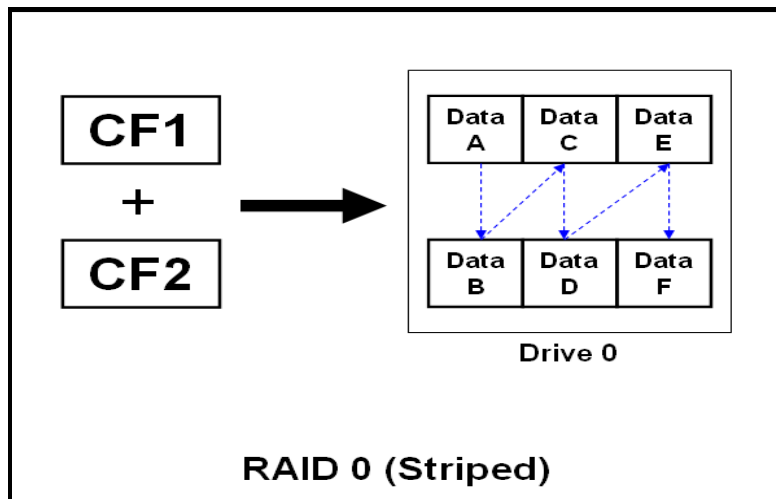 CF1
+
CF2
Data A
Data C
Data E
Data B
Data D
Data F
Drive 0
RAID 0 (Striped)